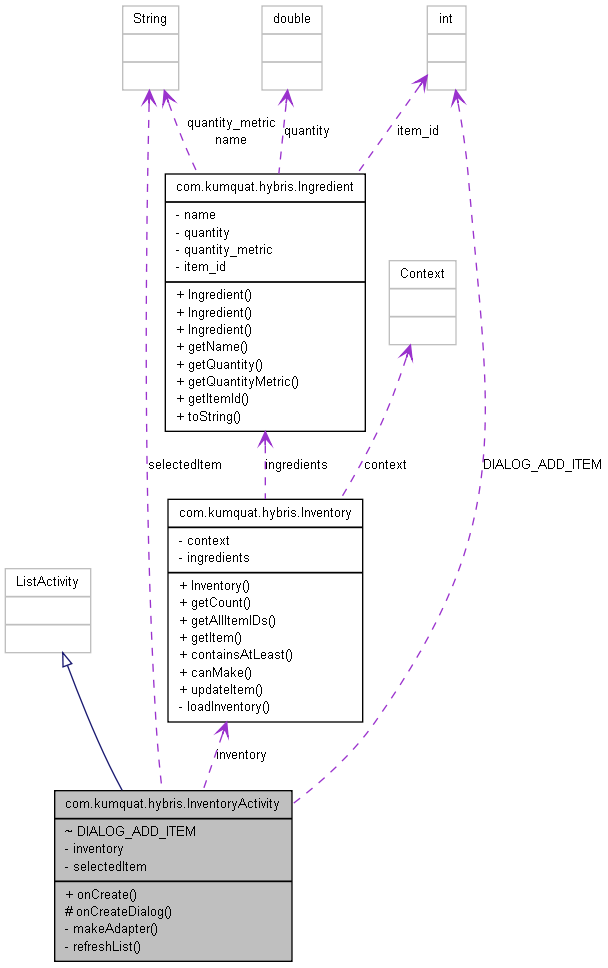 String
double
int
quantity_metric
name
quantity
item_id
com.kumquat.hybris.Ingredient
- name
- quantity
- quantity_metric
- item_id
+ Ingredient()
+ Ingredient()
+ Ingredient()
+ getName()
+ getQuantity()
+ getQuantityMetric()
+ getItemId()
+ toString()
Context
selectedItem
ingredients
context
DIALOG_ADD_ITEM
com.kumquat.hybris.Inventory
- context
- ingredients
+ Inventory()
+ getCount()
+ getAllItemIDs()
+ getItem()
+ containsAtLeast()
+ canMake()
+ updateItem()
- loadInventory()
ListActivity
inventory
com.kumquat.hybris.InventoryActivity
~ DIALOG_ADD_ITEM
- inventory
- selectedItem
+ onCreate()
# onCreateDialog()
- makeAdapter()
- refreshList()